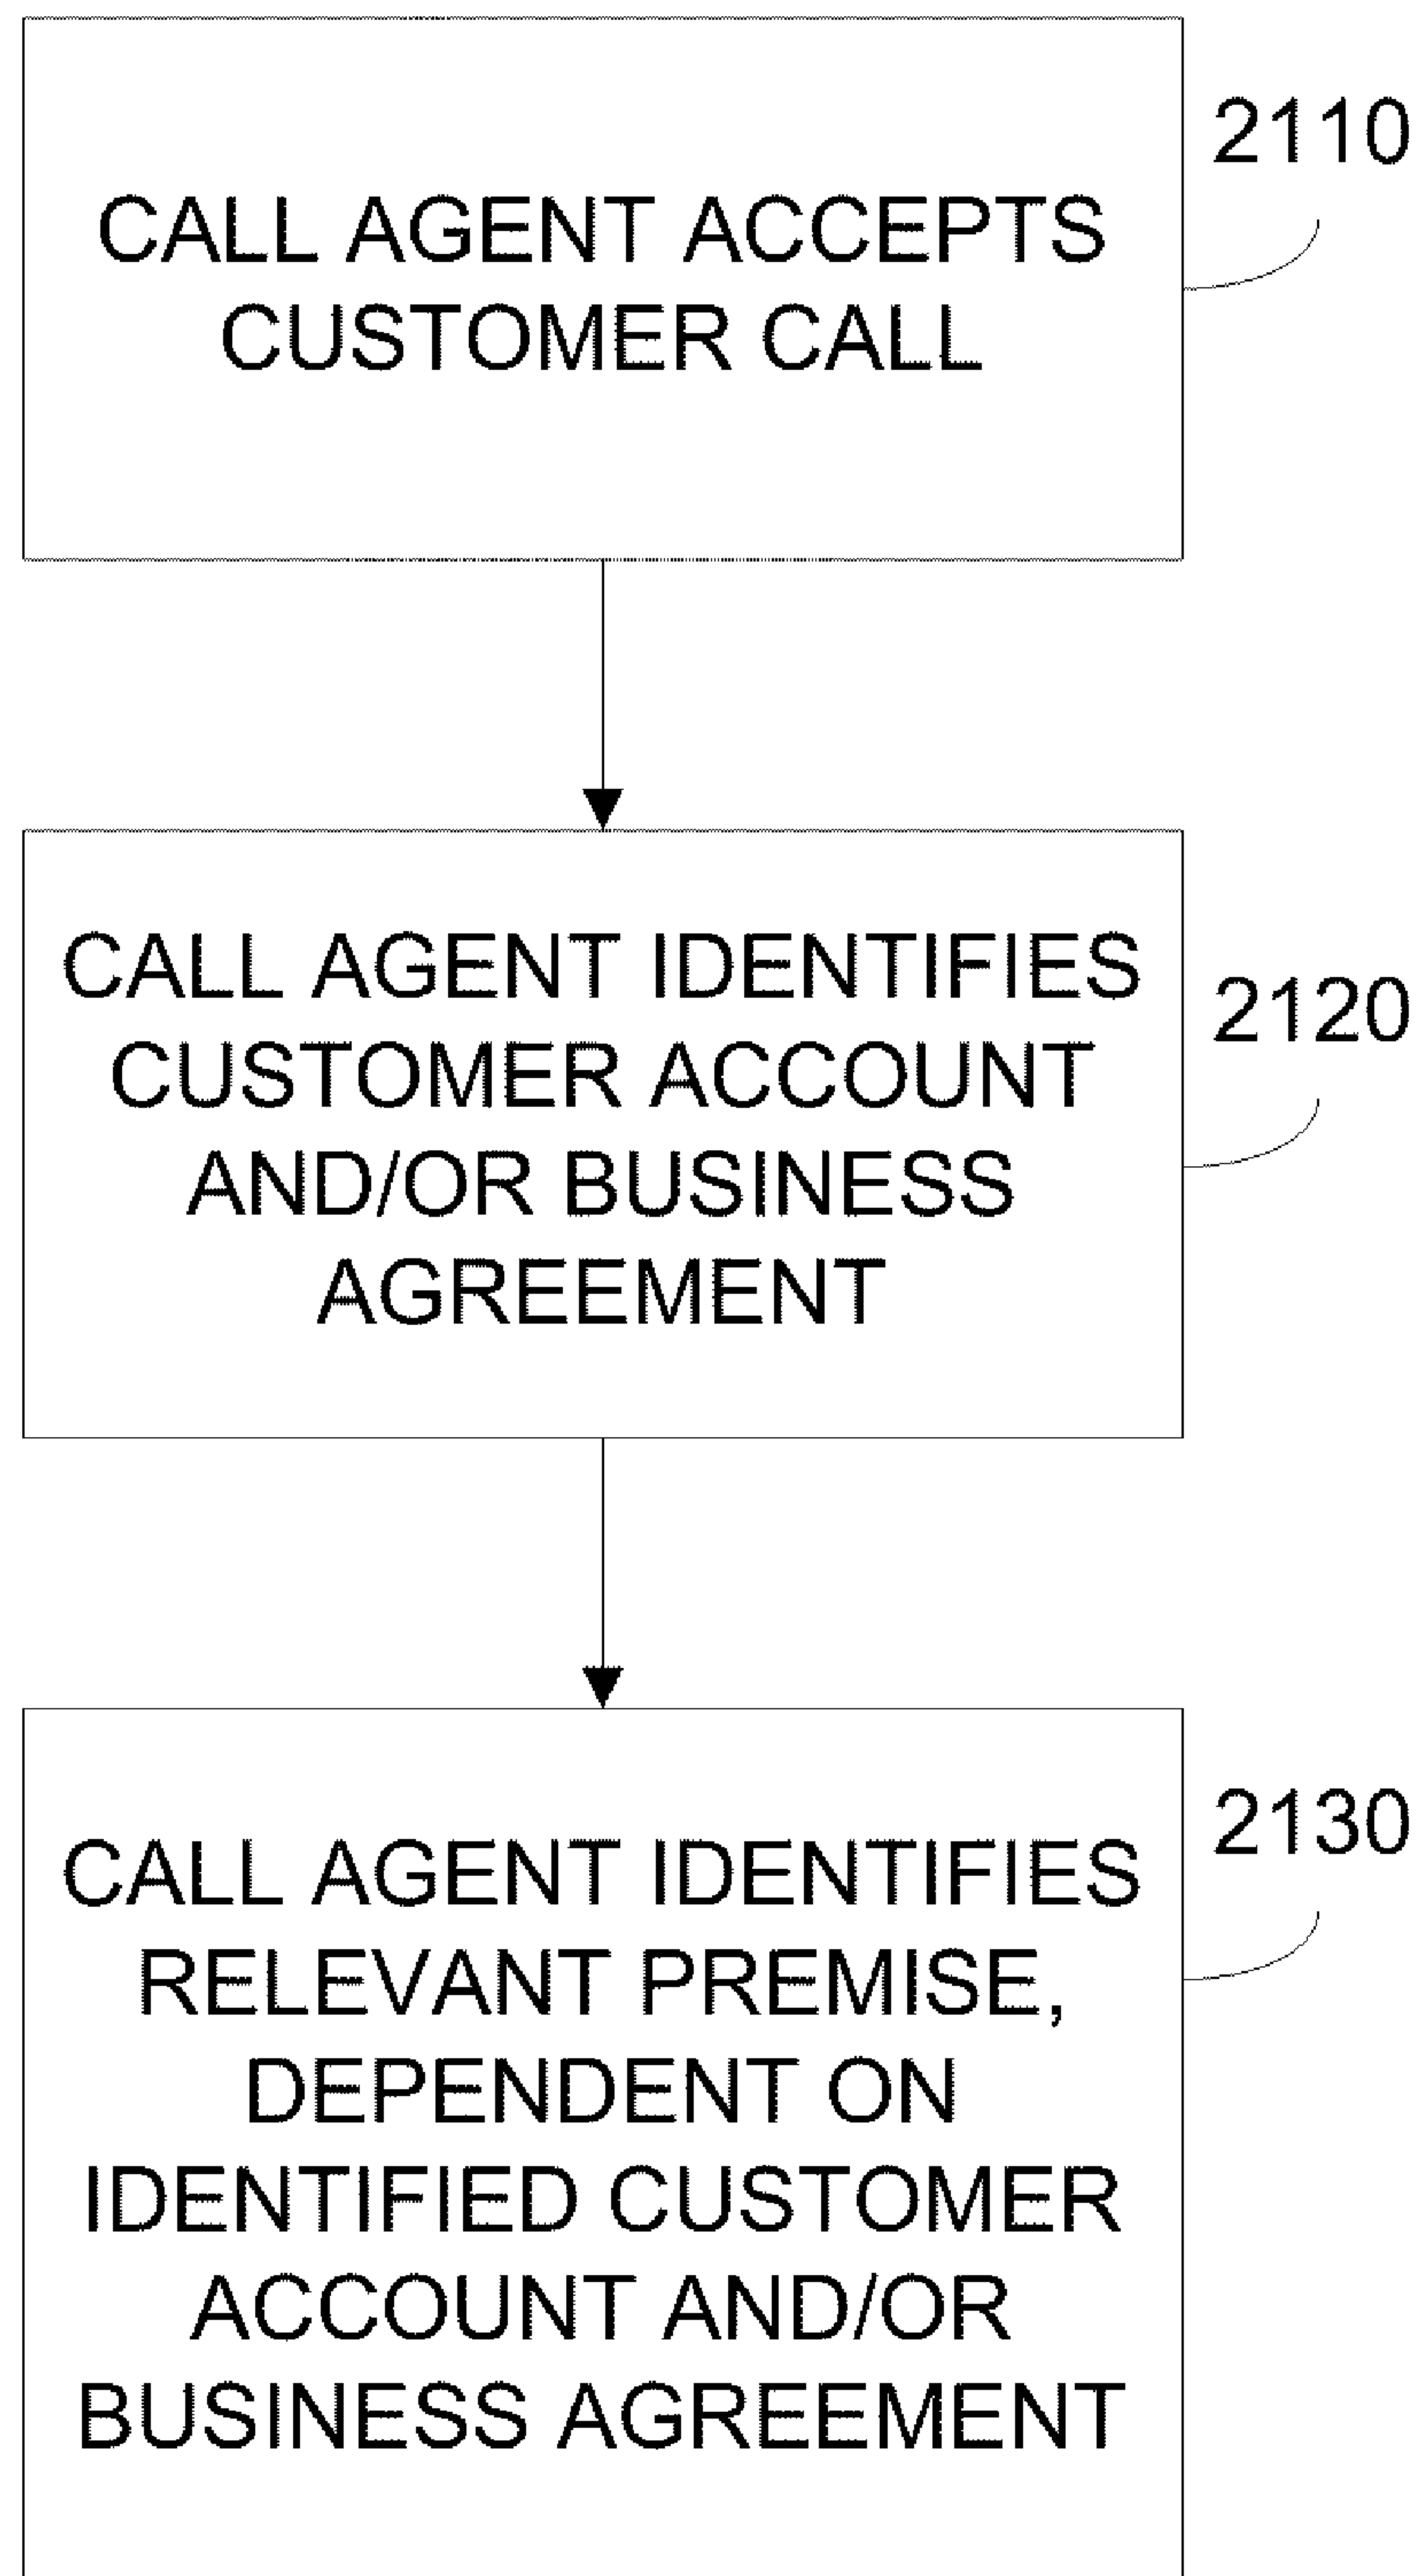 2110
CALL AGENT ACCEPTS
CUSTOMER CALL
CALL AGENT IDENTIFIES
CUSTOMER ACCOUNT
AND/OR BUSINESS
AGREEMENT
2120
CALL AGENT IDENTIFIES
RELEVANT PREMISE,
DEPENDENT ON
IDENTIFIED CUSTOMER
ACCOUNT AND/OR
BUSINESS AGREEMENT
2130